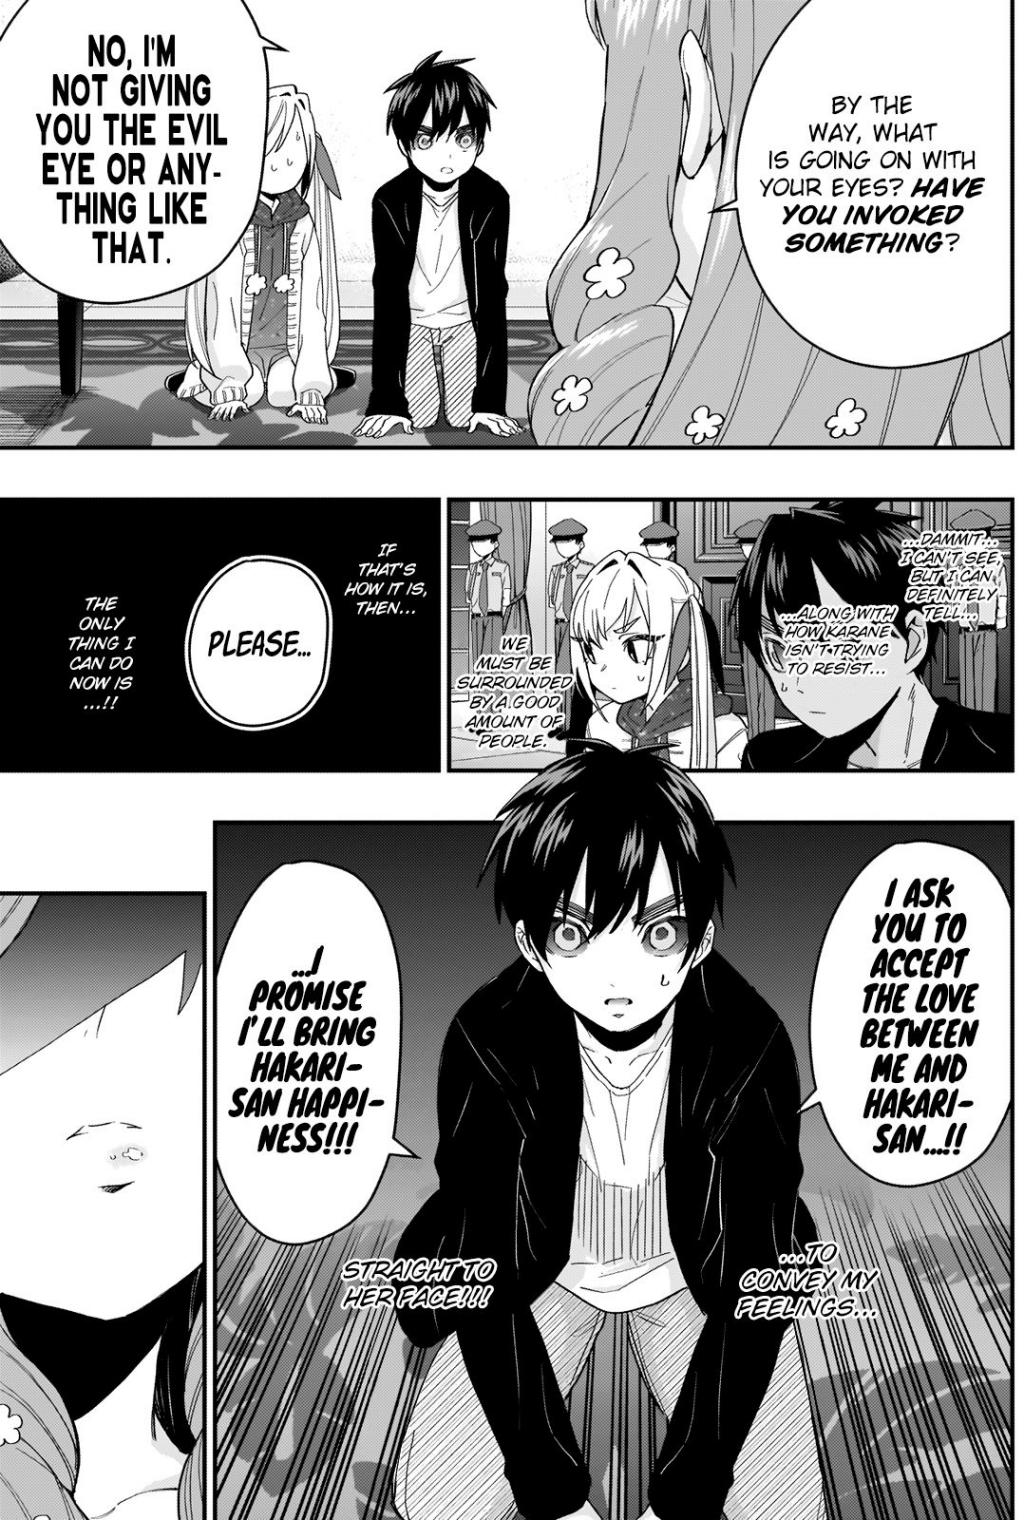 BY THE
WAY, WHAT
IS GOING ON WITH
YOUR EYES? HAVE
YOU INVOKED
SOMETHING?
NO, I'M
NOT GIVING
YOU THE EVIL
EYE OR ANY-
THING LIKE
THAT.
...DAMMIT...
I CAN'T SEE,
BUT I CAN
DEFINITELY
TELL...
...ALONG WITH
HOW KARANE
ISN'T TRYING
TO RESIST...
WE
MUST BE
SURROUNDED
BY A GOOD
AMOUNT OF
PEOPLE.
IF
THAT'S
HOW IT IS,
THEN...
PLEASE...
THE
ONLY
THING I
CAN DO
NOW IS
...!!
I ASK
YOU TO
ACCEPT
THE LOVE
BETWEEN
ME AND
HAKARI-
SAN...!!
...TO
CONVEY MY
FEELINGS...
...I
PROMISE
I'LL BRING
HAKARI-
SAN HAPPI-
NESS!!!
STRAIGHT TO
HER FACE!!!